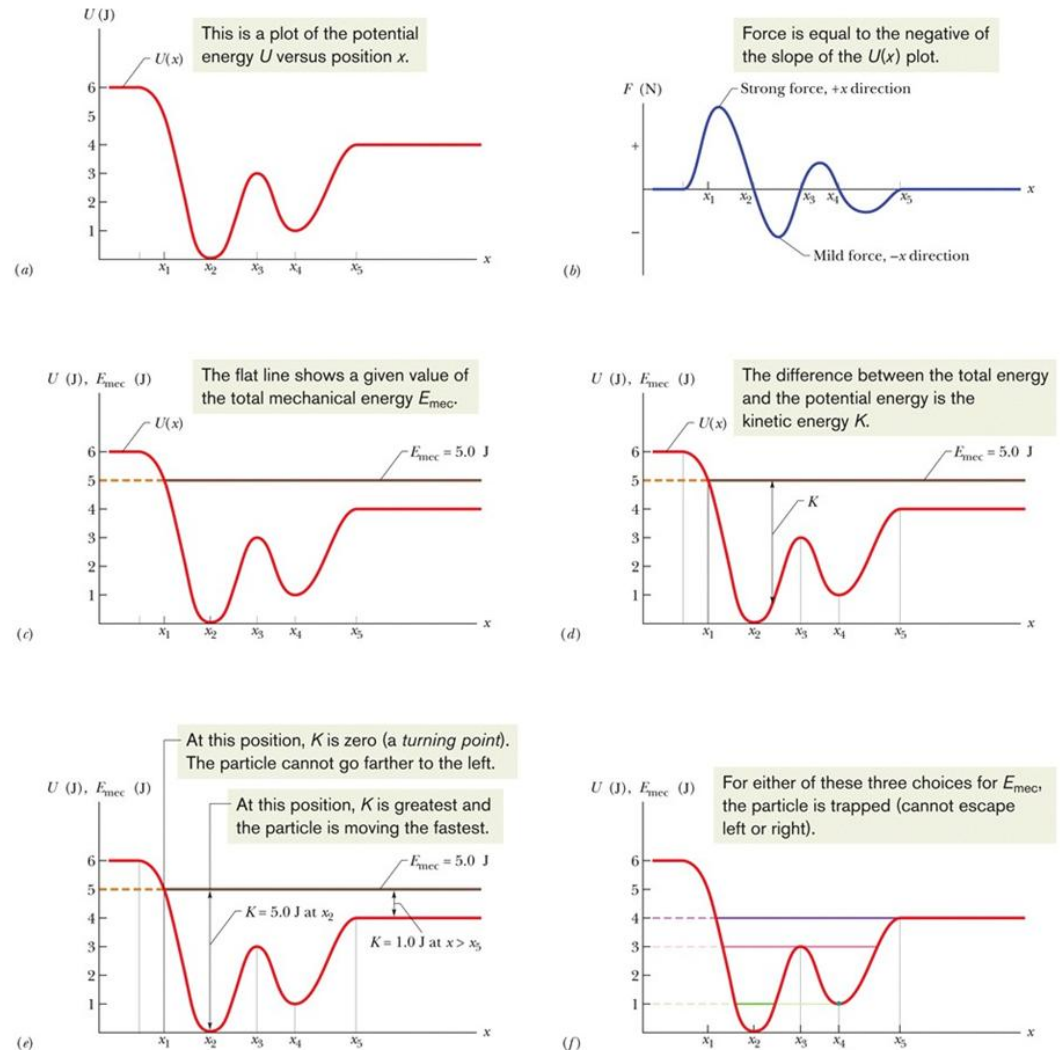 U (J)
This is a plot of the potential
energy U versus position x.
U(x)
6
5
4
3
2
1
x1 x2 x3 x4 x5 x
(a)
Force is equal to the negative of
the slope of the U(x) plot.
F (N)
Strong force, +x direction
+
x1 x2 x3 x4 x5 x
−
Mild force, −x direction
(b)
U (J), Emec (J)
The flat line shows a given value of
the total mechanical energy Emec.
U(x)
Emec = 5.0 J
6
5
4
3
2
1
x1 x2 x3 x4 x5 x
(c)
U (J), Emec (J)
The difference between the total energy
and the potential energy is the
kinetic energy K.
U(x)
Emec = 5.0 J
6
5
K
4
3
2
1
x1 x2 x3 x4 x5 x
(d)
At this position, K is zero (a turning point).
The particle cannot go farther to the left.
U (J), Emec (J)
At this position, K is greatest and
the particle is moving the fastest.
Emec = 5.0 J
6
5
K = 5.0 J at x2
4
K = 1.0 J at x > x5
3
2
1
x1 x2 x3 x4 x5 x
(e)
U (J), Emec (J)
For either of these three choices for Emec,
the particle is trapped (cannot escape
left or right).
6
5
4
3
2
1
x1 x2 x3 x4 x5 x
(f)